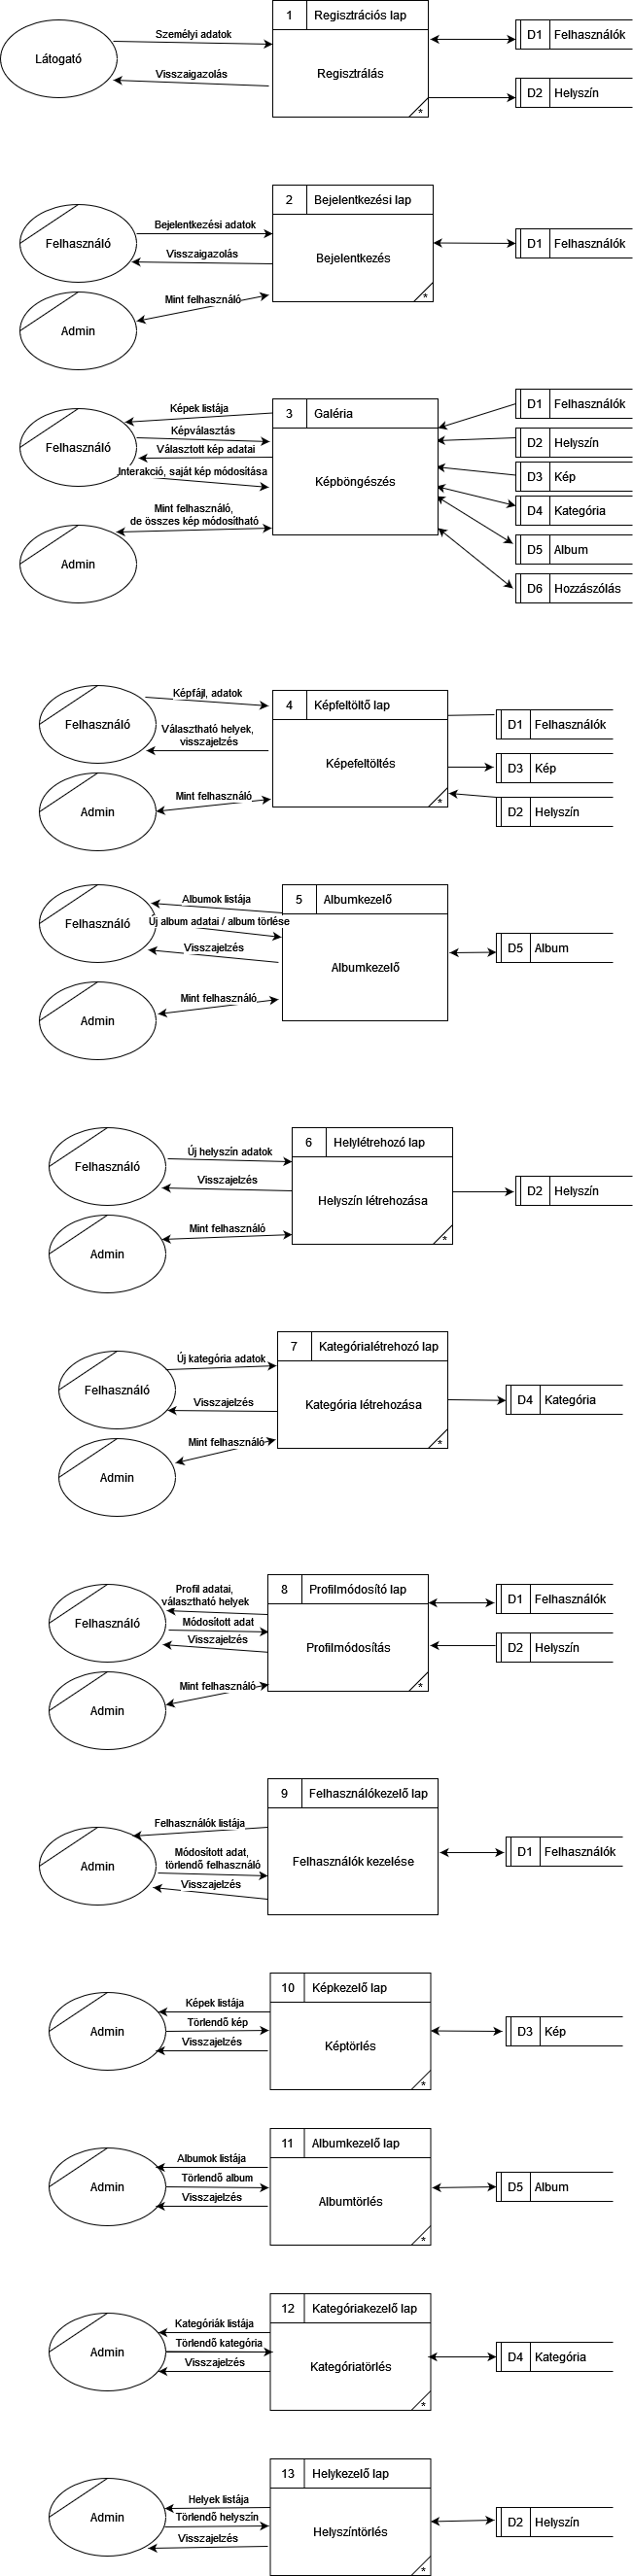 1 Regisztrációs lap
Személyi adatok
D1 Felhasználók
Látogató
Visszaigazolás
Regisztrálás
D2 Helyszín
*
2 Bejelentkezési lap
Bejelentkezési adatok
Felhasználó
D1 Felhasználók
Visszaigazolás
Bejelentkezés
Mint felhasználó
*
Admin
D1 Felhasználók
Képek listája
3 Galéria
Képválasztás
D2 Helyszín
Felhasználó
Választott kép adatai
Interakció, saját kép módosítása
Képböngészés
D3 Kép
Mint felhasználó,
de összes kép módosítható
D4 Kategória
D5 Album
Admin
D6 Hozzászólás
Képfájl, adatok
4 Képfeltöltő lap
Felhasználó
D1 Felhasználók
Választható helyek,
visszajelzés
Képefeltöltés
D3 Kép
Mint felhasználó
*
Admin
D2 Helyszín
Albumok listája
5 Albumkezelő
Felhasználó
Új album adatai / album törlése
Visszajelzés
D5 Album
Albumkezelő
Mint felhasználó
Admin
6 Helylétrehozó lap
Új helyszín adatok
Felhasználó
Visszajelzés
D2 Helyszín
Helyszín létrehozása
Mint felhasználó
*
Admin
7 Kategórialétrehozó lap
Új kategória adatok
Felhasználó
Visszajelzés
Kategória létrehozása
D4 Kategória
Mint felhasználó
*
Admin
Profil adatai,
választható helyek
8 Profilmódosító lap
D1 Felhasználók
Felhasználó
Módosított adat
Visszajelzés
Profilmódosítás
D2 Helyszín
Mint felhasználó
*
Admin
9 Felhasználókezelő lap
Felhasználók listája
Módosított adat,
törlendő felhasználó
D1 Felhasználók
Admin
Felhasználók kezelése
Visszajelzés
10 Képkezelő lap
Képek listája
Törlendő kép
Admin
D3 Kép
Visszajelzés
Képtörlés
*
11 Albumkezelő lap
Albumok listája
Törlendő album
Admin
D5 Album
Visszajelzés
Albumtörlés
*
12 Kategóriakezelő lap
Kategóriák listája
Törlendő kategória
Admin
D4 Kategória
Visszajelzés
Kategóriatörlés
*
13 Helykezelő lap
Helyek listája
Törlendő helyszín
Admin
D2 Helyszín
Visszajelzés
Helyszíntörlés
*